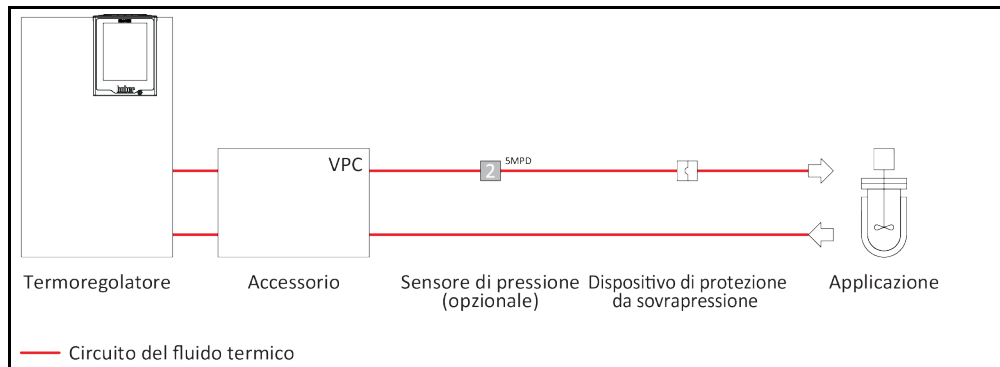 huber
VPC
2
5MPD
Termoregolatore
Accessorio
Sensore di pressione
(opzionale)
Dispositivo di protezione
da sovrapressione
Applicazione
Circuito del fluido termico